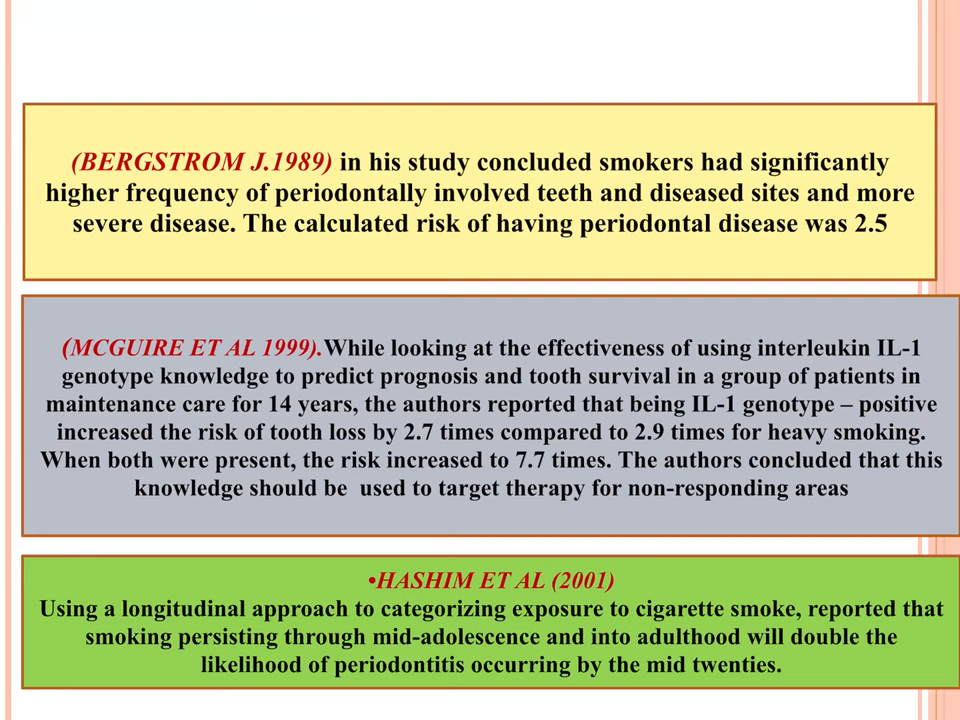 (BERGSTROM J.1989) in his study concluded smokers had significantly
higher frequency of periodontally involved teeth and diseased sites and more
severe disease. The calculated risk of having periodontal disease was 2.5
(MCGUIRE ET AL 1999).While looking at the effectiveness of using interleukin IL-1
genotype knowledge to predict prognosis and tooth survival in a group of patients in
maintenance care for 14 years, the authors reported that being IL-1 genotype – positive
increased the risk of tooth loss by 2.7 times compared to 2.9 times for heavy smoking.
When both were present, the risk increased to 7.7 times. The authors concluded that this
knowledge should be used to target therapy for non-responding areas
•HASHIM ET AL (2001)
Using a longitudinal approach to categorizing exposure to cigarette smoke, reported that
smoking persisting through mid-adolescence and into adulthood will double the
likelihood of periodontitis occurring by the mid twenties.